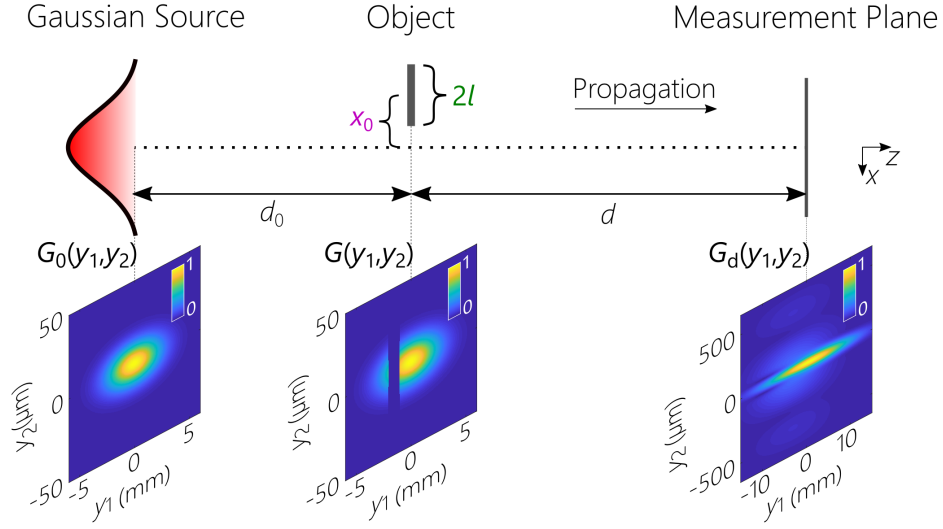 Gaussian Source Object Measurement Plane
2l
x₀
Propagation
z
x
d₀ d
G₀(y₁,y₂) G(y₁,y₂) G_d(y₁,y₂)
1 1 1
0 0 0
50 50 500
0 0 0
-50 -50 -500
y₂(μm) y₂(μm) y₂(μm)
-5 0 5 -5 0 5 -10 0 10
y₁ (mm) y₁ (mm) y₁ (mm)